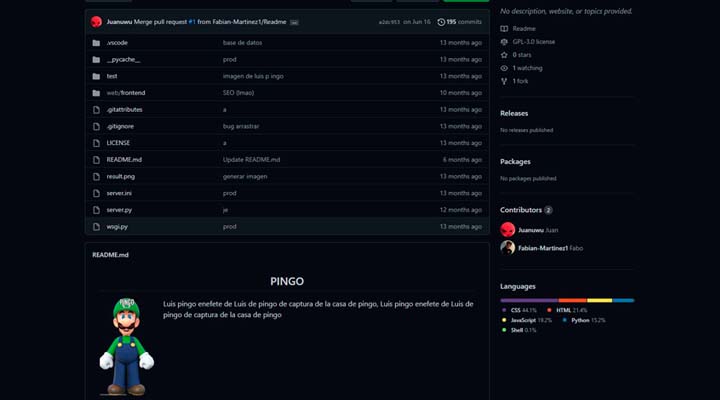 No description, website, or topics provided.
Juanuwu Merge pull request #1 from Fabian-Martinez1/Readme ... a2dc953 on Jun 16 195 commits
Readme
.vscode base de datos 13 months ago
GPL-3.0 license
__pycache__ prod 13 months ago
0 stars
test imagen de luis p ingo 13 months ago
1 watching
web/frontend SEO (lmao) 10 months ago
1 fork
.gitattributes a 13 months ago
.gitignore bug arrastrar 13 months ago
Releases
No releases published
LICENSE a 13 months ago
README.md Update README.md 6 months ago
Packages
result.png generar imagen 13 months ago
No packages published
server.ini prod 13 months ago
server.py je 12 months ago
Contributors 2
wsgi.py prod 13 months ago
Juanuwu Juan
Fabian-Martinez1 Fabo
README.md
PINGO
Languages
PINGO
Luis pingo enefete de Luis de pingo de captura de la casa de pingo, Luis pingo enefete de Luis de
pingo de captura de la casa de pingo
CSS 44.1% HTML 21.4%
JavaScript 19.2% Python 15.2%
Shell 0.1%